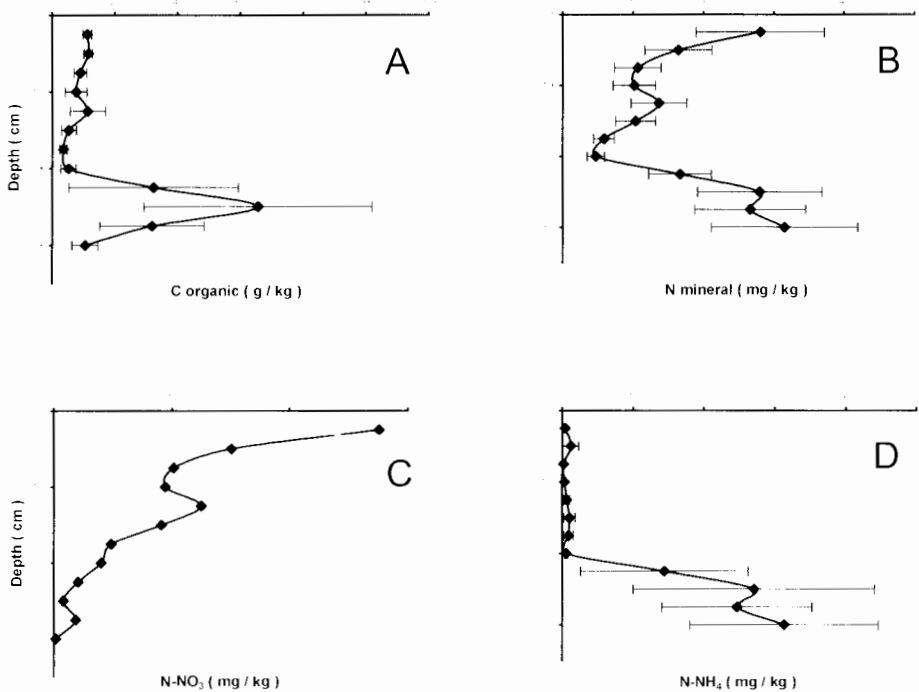 A
B
Depth ( cm )
C organic ( g / kg )
N mineral ( mg / kg )
C
D
Depth ( cm )
N-NO₃ ( mg / kg )
N-NH₄ ( mg / kg )